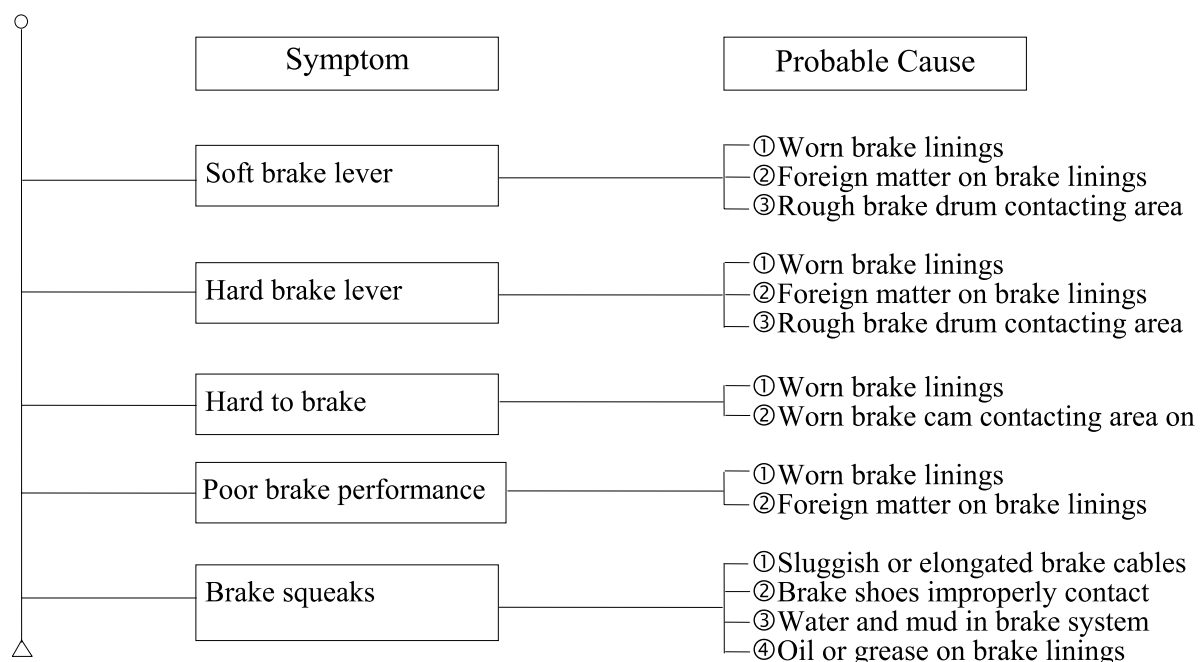 Symptom
Probable Cause
Soft brake lever
①Worn brake linings
②Foreign matter on brake linings
③Rough brake drum contacting area
Hard brake lever
①Worn brake linings
②Foreign matter on brake linings
③Rough brake drum contacting area
Hard to brake
①Worn brake linings
②Worn brake cam contacting area on
Poor brake performance
①Worn brake linings
②Foreign matter on brake linings
Brake squeaks
①Sluggish or elongated brake cables
②Brake shoes improperly contact
③Water and mud in brake system
④Oil or grease on brake linings